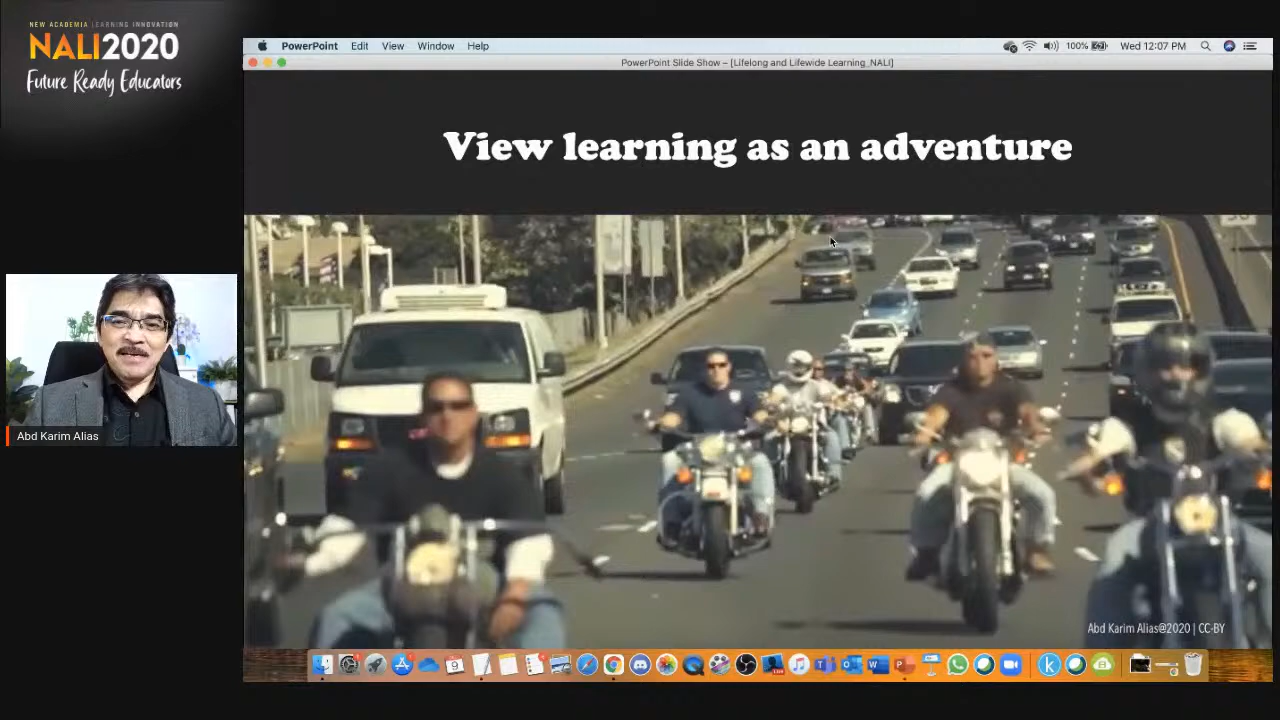 NEW ACADEMIA LEARNING INNOVATION
NALI2020
Future Ready Educators
PowerPoint Edit View Window Help
100% Wed 12:07 PM
PowerPoint Slide Show – [Lifelong and Lifewide Learning_NALI]
View learning as an adventure
Abd Karim Alias
Abd Karim Alias@2020 | CC-BY
9